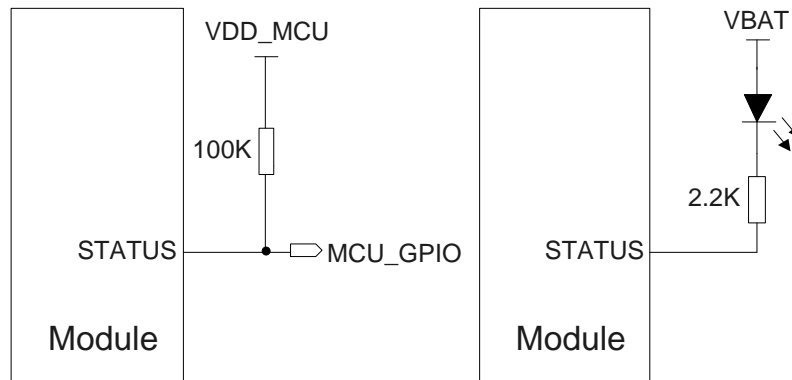 VDD_MCU
100K
STATUS
MCU_GPIO
Module
VBAT
2.2K
STATUS
Module